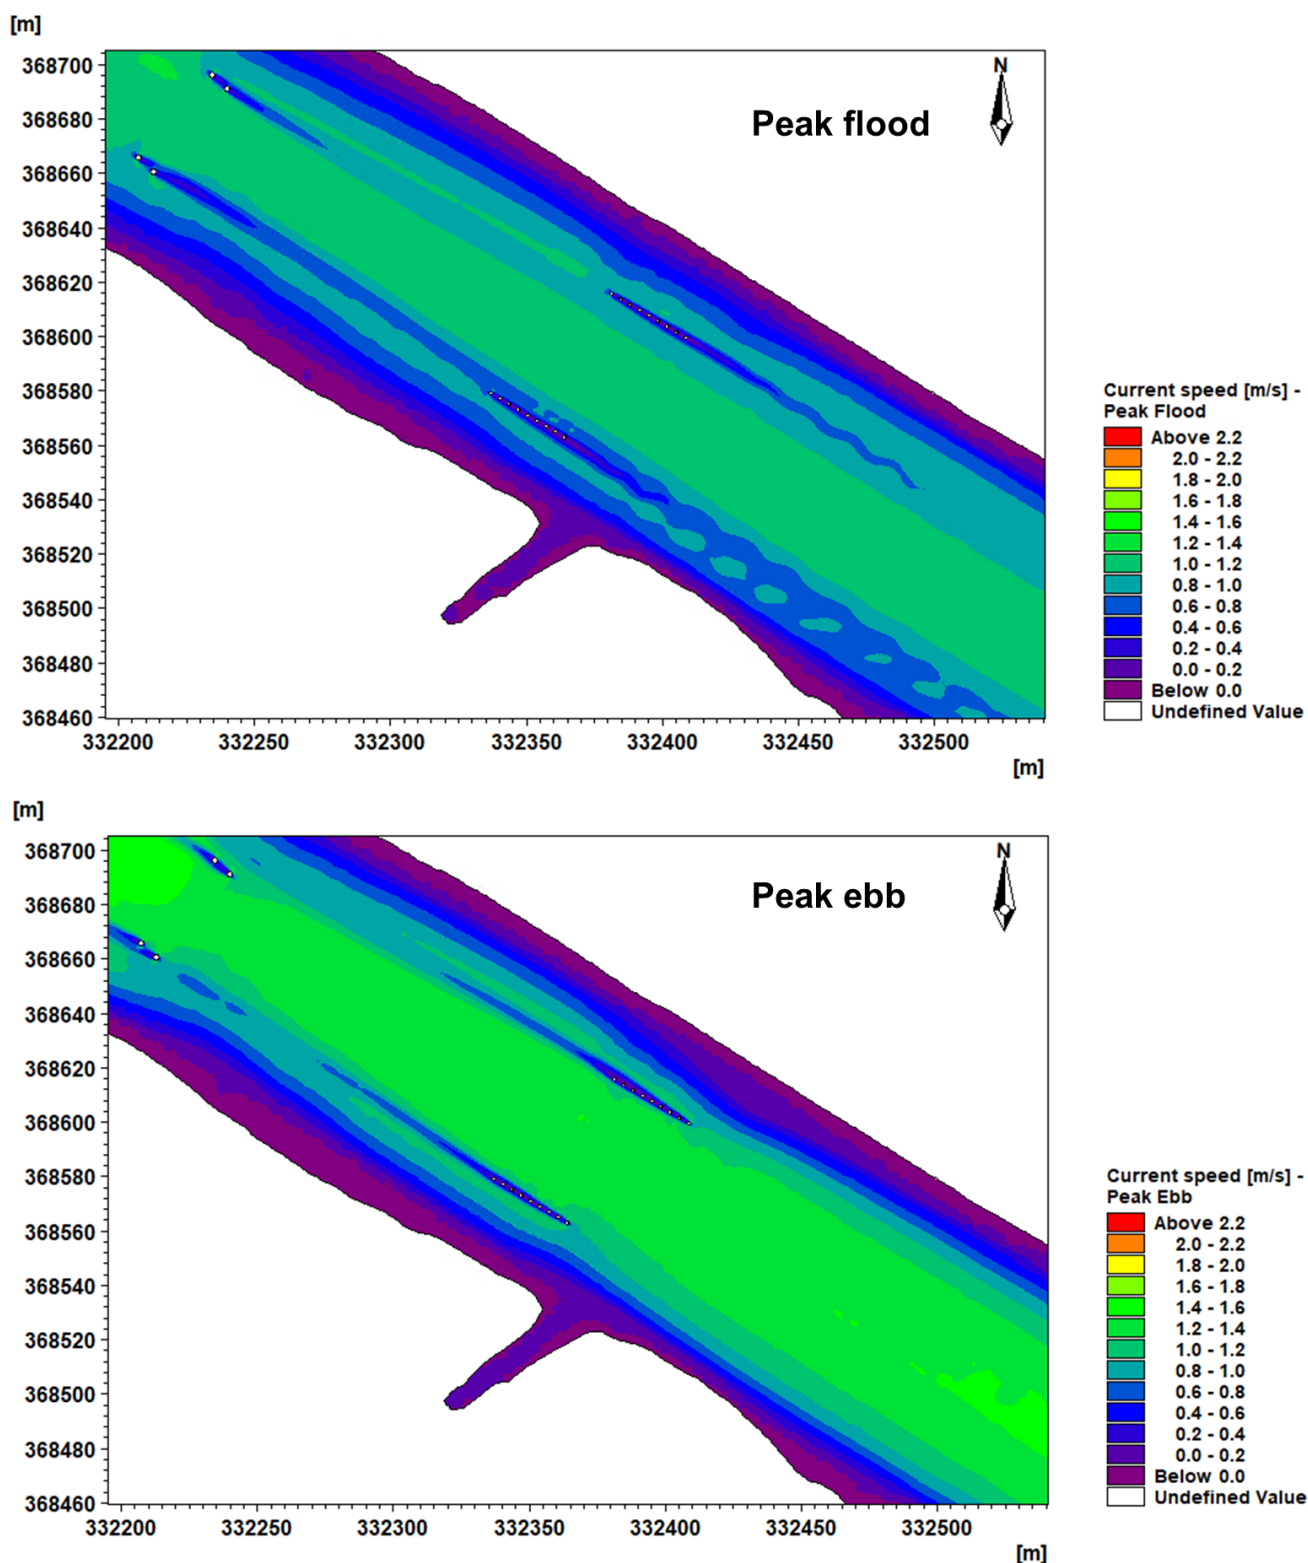 [m]
368700
368680
368660
368640
368620
368600
368580
368560
368540
368520
368500
368480
368460
332200 332250 332300 332350 332400 332450 332500
[m]
Peak flood
N
Current speed [m/s] -
Peak Flood
Above 2.2
2.0 - 2.2
1.8 - 2.0
1.6 - 1.8
1.4 - 1.6
1.2 - 1.4
1.0 - 1.2
0.8 - 1.0
0.6 - 0.8
0.4 - 0.6
0.2 - 0.4
0.0 - 0.2
Below 0.0
Undefined Value
[m]
368700
368680
368660
368640
368620
368600
368580
368560
368540
368520
368500
368480
368460
332200 332250 332300 332350 332400 332450 332500
[m]
Peak ebb
N
Current speed [m/s] -
Peak Ebb
Above 2.2
2.0 - 2.2
1.8 - 2.0
1.6 - 1.8
1.4 - 1.6
1.2 - 1.4
1.0 - 1.2
0.8 - 1.0
0.6 - 0.8
0.4 - 0.6
0.2 - 0.4
0.0 - 0.2
Below 0.0
Undefined Value